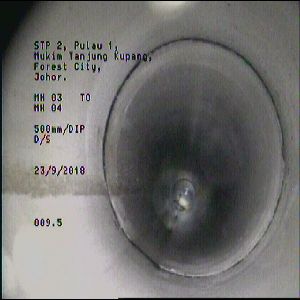 STP 2, Pulau 1,
Mukim Tanjung Kupang,
Forest City,
Johor.
MH 03 TO
MH 04
500mm/DIP
D/S
23/9/2018
009.5